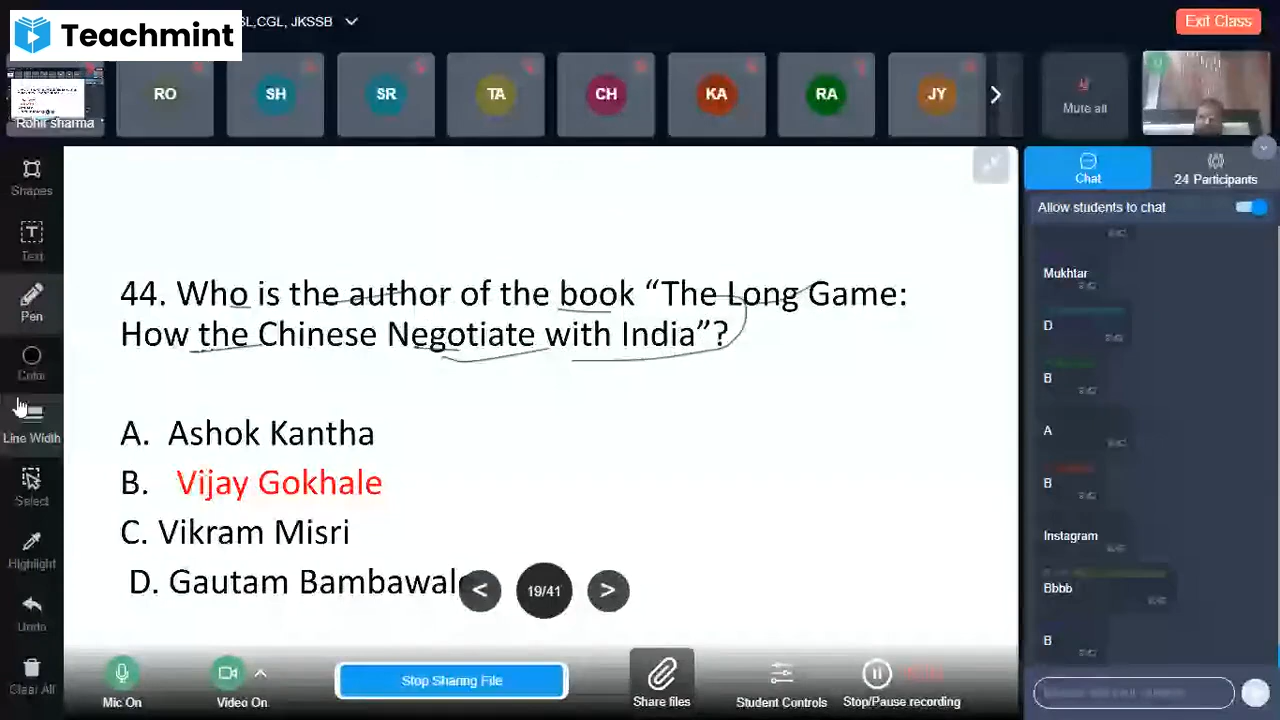 Teachmint
SL,CGL, JKSSB
Exit Class
Rohit sharma
RO
SH
SR
TA
CH
KA
RA
JY
Mute all
Shapes
Text
Pen
Color
Line Width
Select
Highlight
Undo
Clear All
44. Who is the author of the book “The Long Game:
How the Chinese Negotiate with India”?
A. Ashok Kantha
B. Vijay Gokhale
C. Vikram Misri
D. Gautam Bambawale
19/41
Mic On
Video On
Stop Sharing File
Share files
Student Controls
Stop/Pause recording
Chat
24 Participants
Allow students to chat
Mukhtar
D
B
A
B
Instagram
Bbbb
B